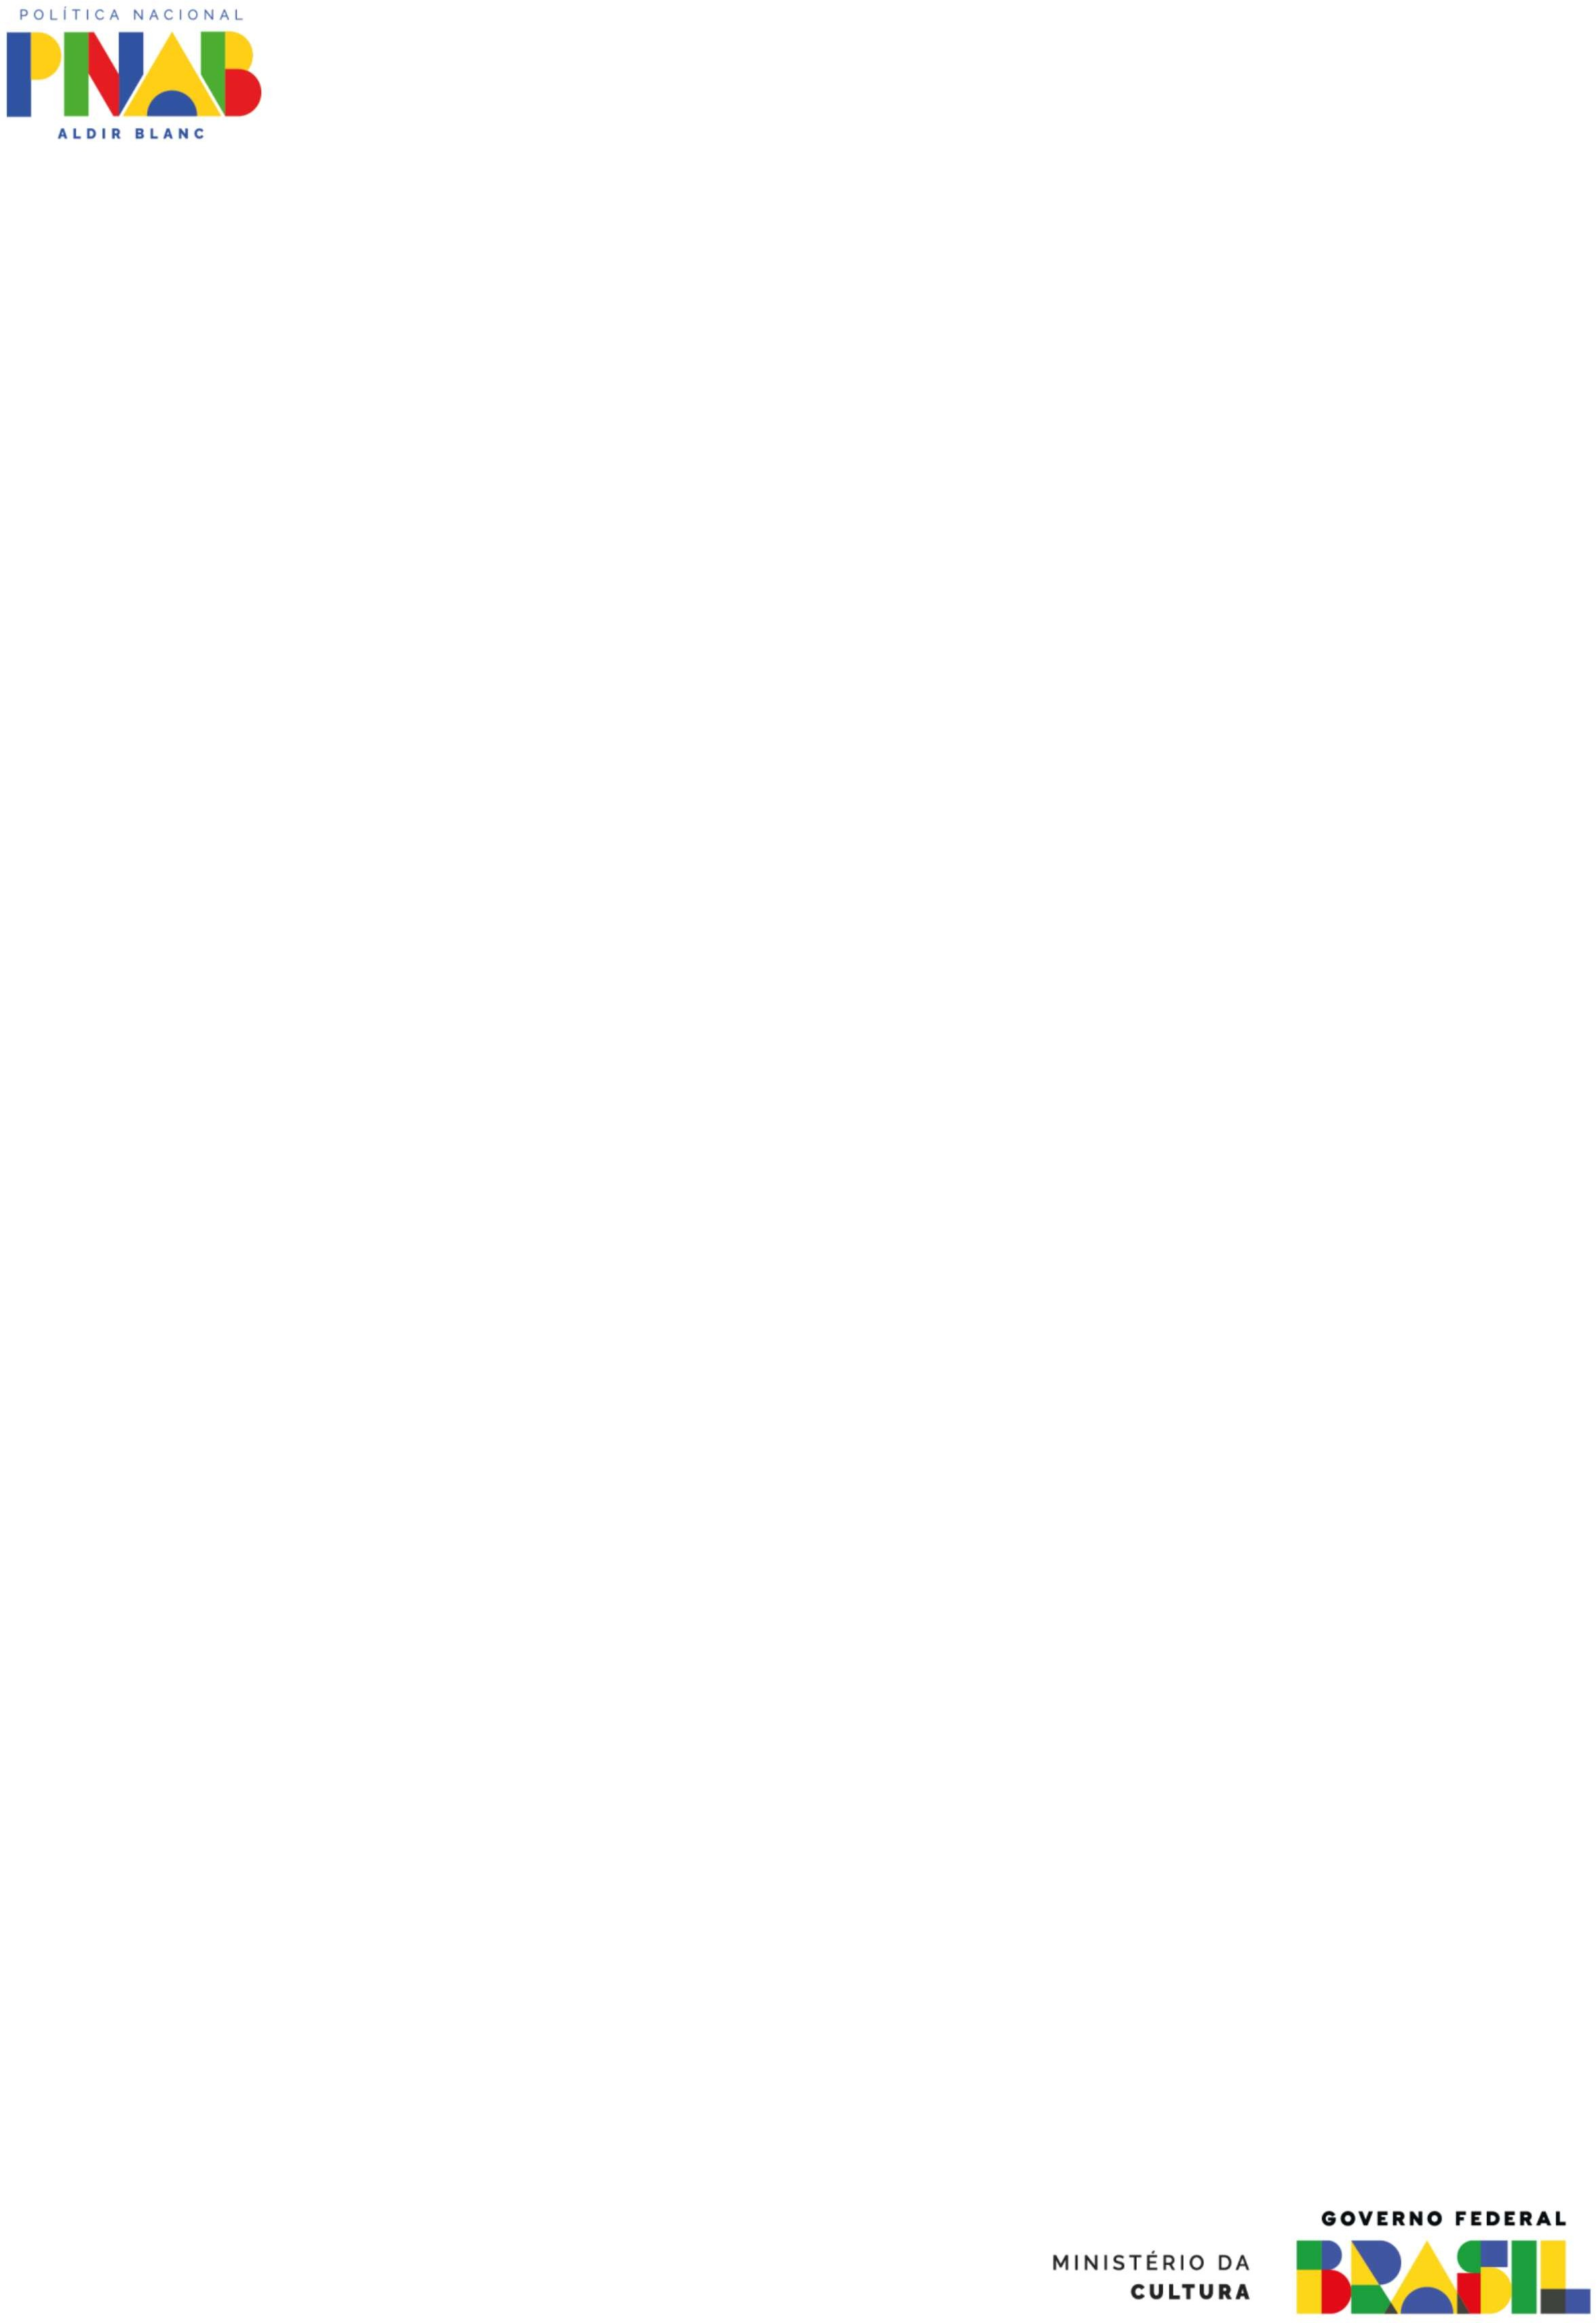 POLÍTICA NACIONAL
PNAB
ALDIR BLANC
GOVERNO FEDERAL
MINISTÉRIO DA
CULTURA
BRASIL